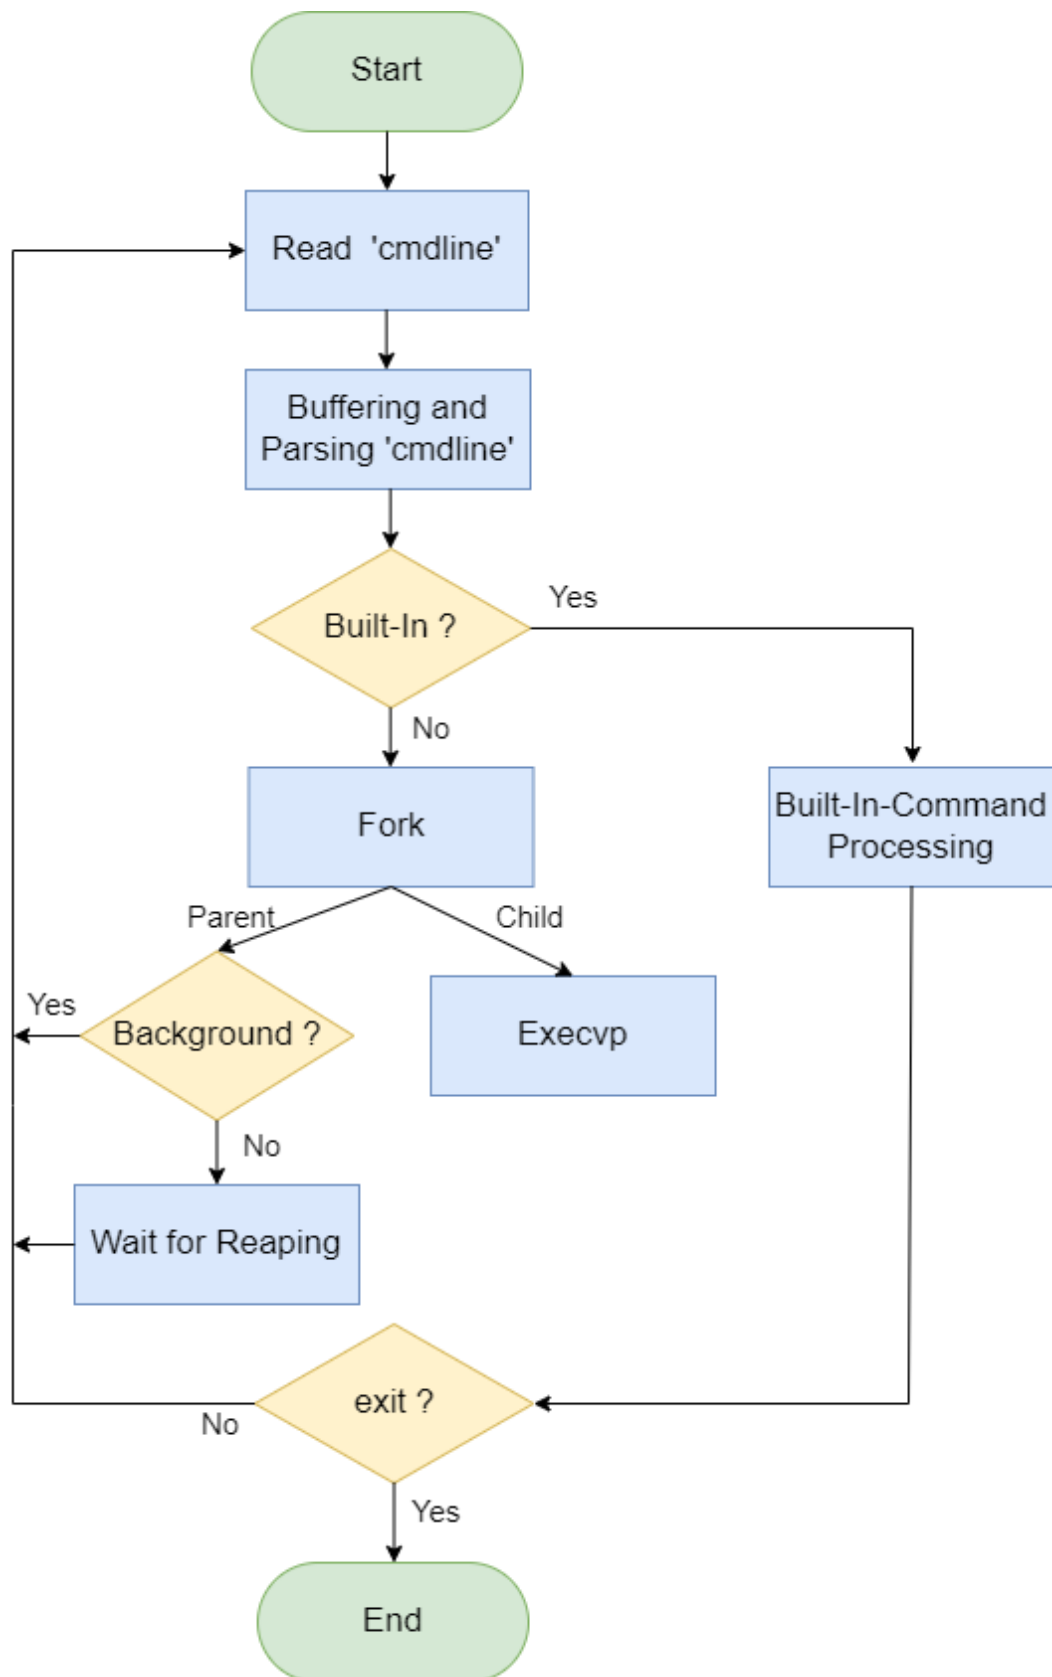 Start
Read  'cmdline'
Buffering and
Parsing 'cmdline'
Built-In ?
Yes
No
Fork
Built-In-Command
Processing
Parent
Child
Yes
Background ?
Execvp
No
Wait for Reaping
exit ?
No
Yes
End